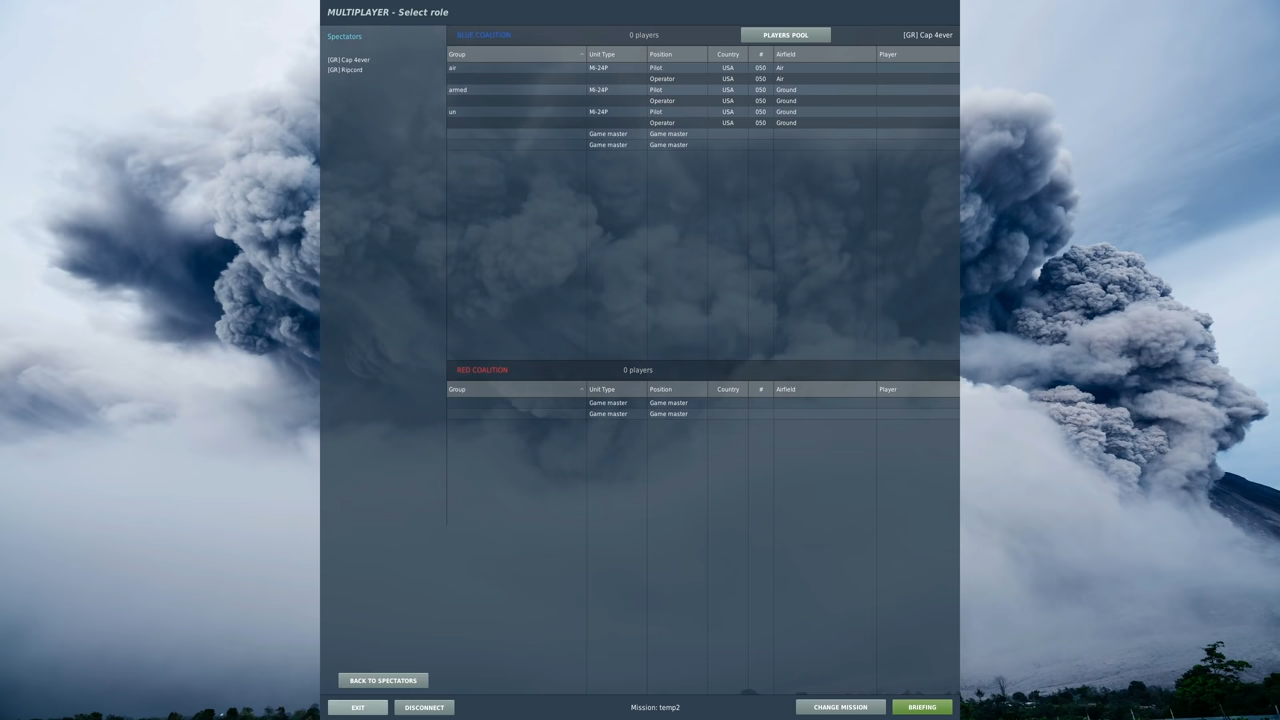 MULTIPLAYER - Select role
Spectators
[GR] Cap 4ever
[GR] Ripcord
BLUE COALITION 0 players PLAYERS POOL [GR] Cap 4ever
Group Unit Type Position Country # Airfield Player
air Mi-24P Pilot USA 050 Air
Operator USA 050 Air
armed Mi-24P Pilot USA 050 Ground
Operator USA 050 Ground
un Mi-24P Pilot USA 050 Ground
Operator USA 050 Ground
Game master Game master
Game master Game master
RED COALITION 0 players
Group Unit Type Position Country # Airfield Player
Game master Game master
Game master Game master
BACK TO SPECTATORS
EXIT DISCONNECT Mission: temp2 CHANGE MISSION BRIEFING